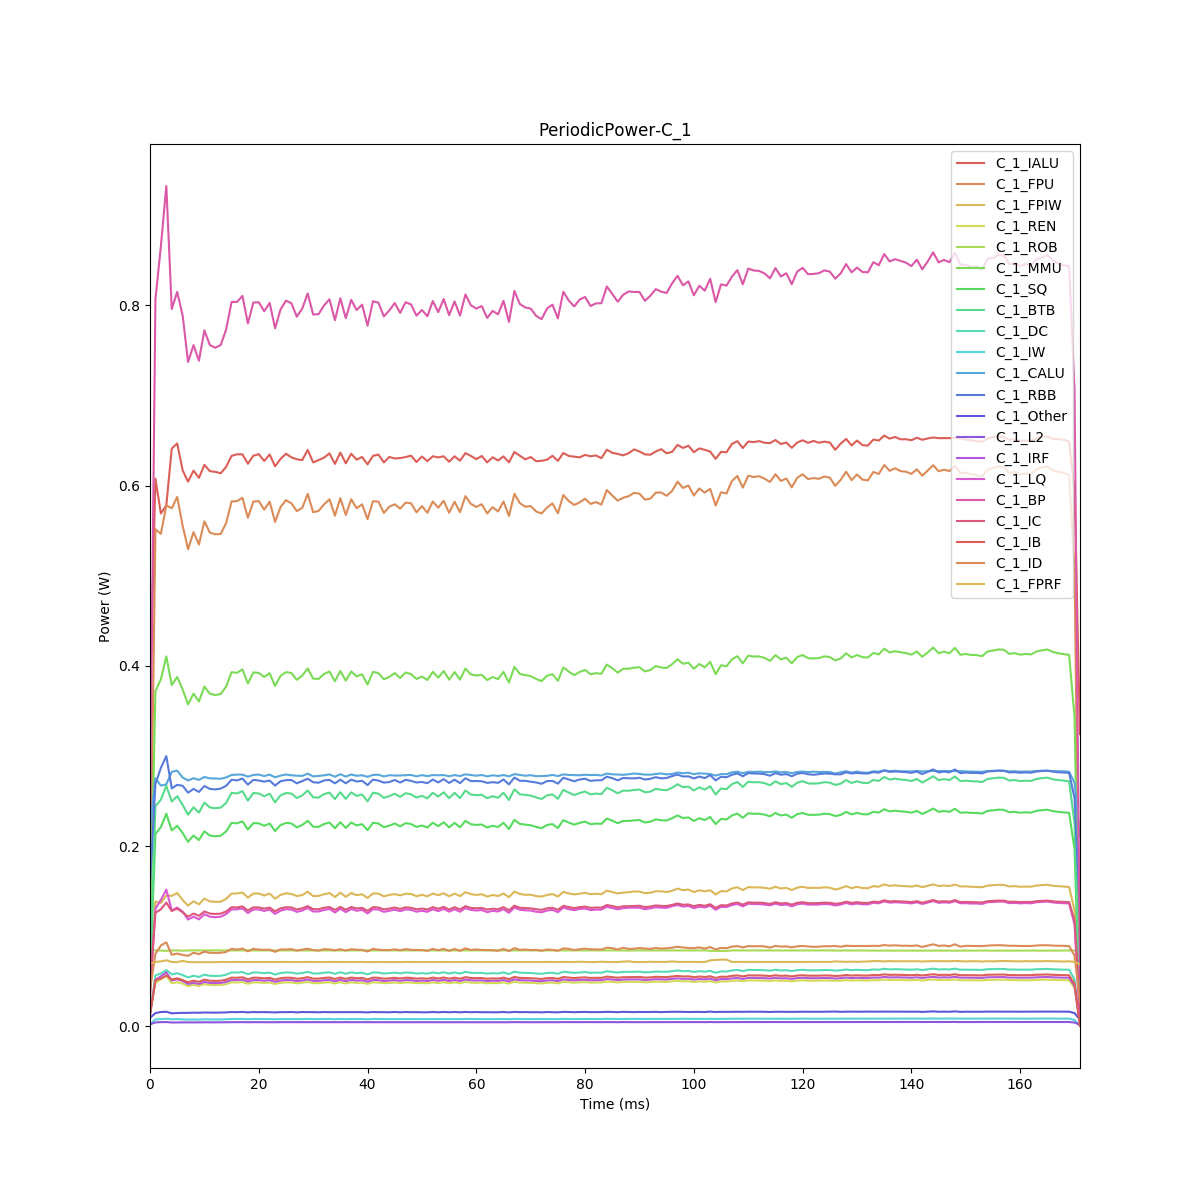 PeriodicPower-C_1
C_1_IALU
C_1_FPU
C_1_FPIW
C_1_REN
C_1_ROB
C_1_MMU
C_1_SQ
C_1_BTB
C_1_DC
C_1_IW
C_1_CALU
C_1_RBB
C_1_Other
C_1_L2
C_1_IRF
C_1_LQ
C_1_BP
C_1_IC
C_1_IB
C_1_ID
C_1_FPRF
Power (W)
0.8
0.6
0.4
0.2
0.0
0 20 40 60 80 100 120 140 160
Time (ms)